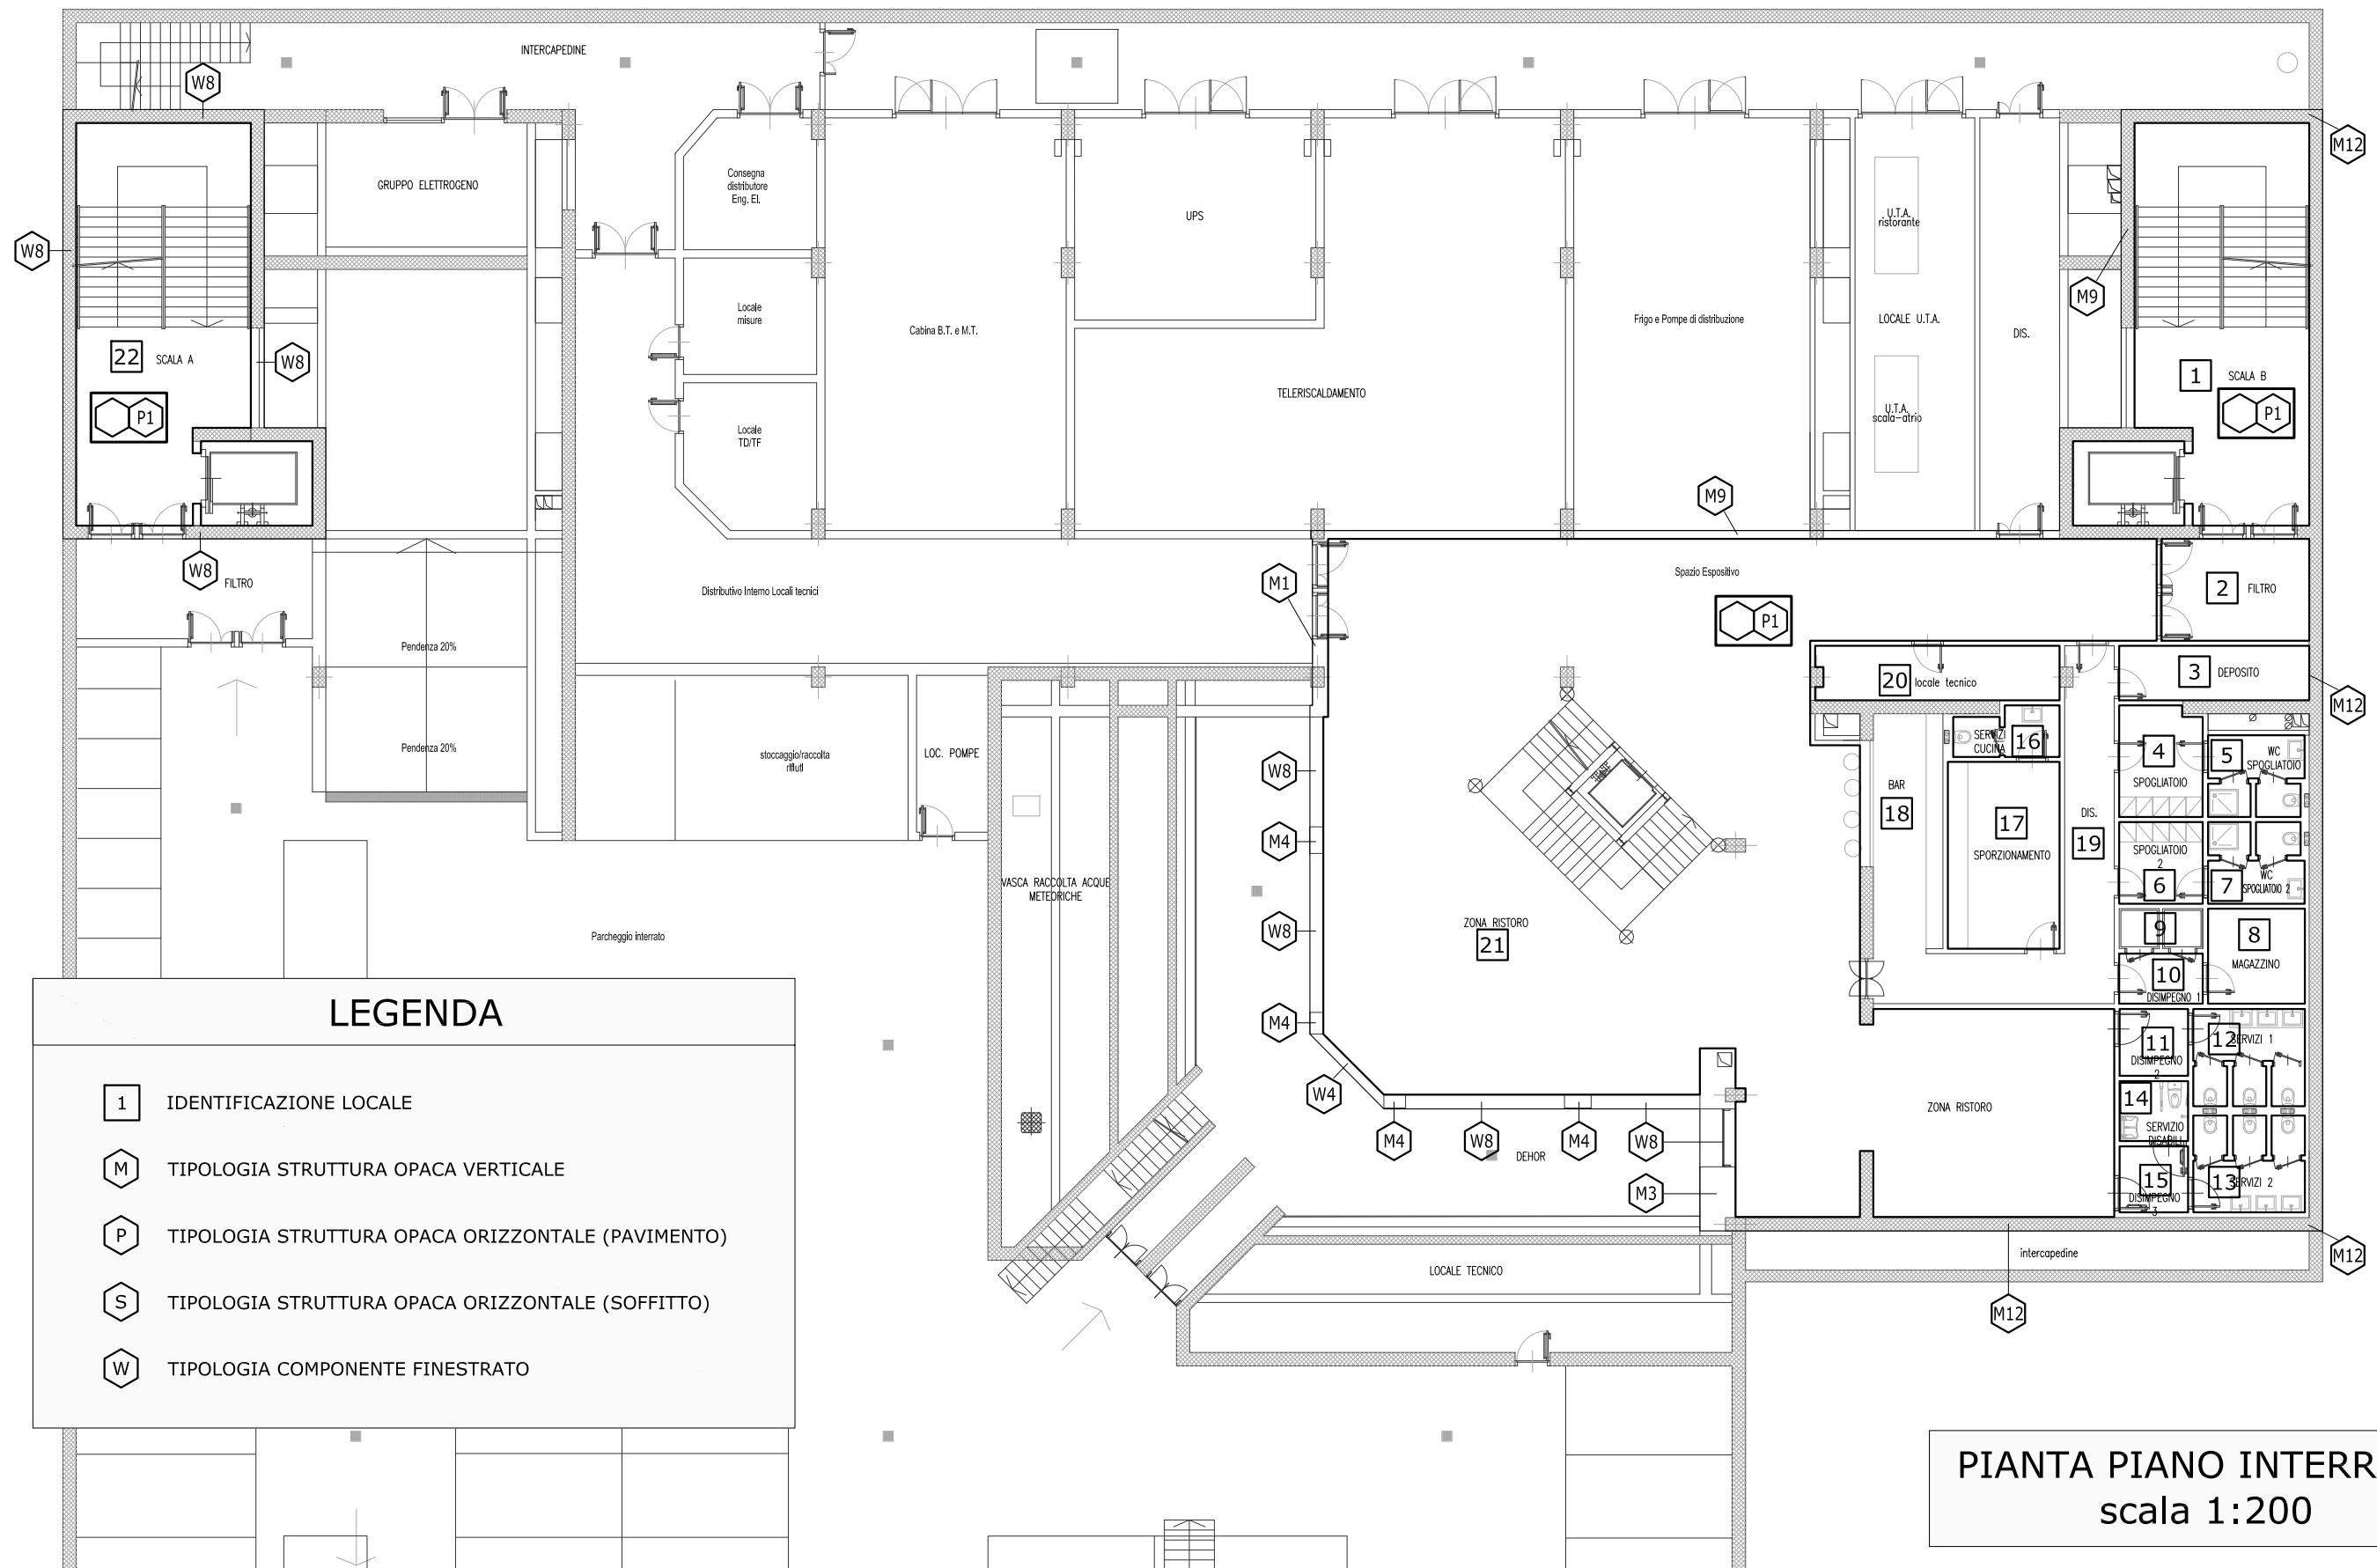 INTERCAPEDINE
W8
M12
GRUPPO ELETTROGENO
Consegna
distributore
Eng. El.
UPS
U.T.A.
ristorante
W8
M9
Locale
misure
Cabina B.T. e M.T.
Frigo e Pompe di distribuzione
LOCALE U.T.A.
DIS.
22
SCALA A
W8
1
SCALA B
P1
TELERISCALDAMENTO
U.T.A.
scala-atrio
P1
Locale
TD/TF
M9
W8
FILTRO
M1
Distributivo Interno Locali tecnici
Spazio Espositivo
2
FILTRO
P1
Pendenza 20%
20
locale tecnico
3
DEPOSITO
M12
Pendenza 20%
stoccaggio/raccolta
rifiuti
LOC. POMPE
W8
SERVIZI
CUCINA
16
4
5
WC
SPOGLIATOIO
BAR
18
SPOGLIATOIO
DIS.
19
17
SPORZIONAMENTO
M4
SPOGLIATOIO
2
6
7
WC
SPOGLIATOIO 2
VASCA RACCOLTA ACQUE
METEORICHE
Parcheggio interrato
W8
ZONA RISTORO
21
9
8
MAGAZZINO
10
DISIMPEGNO 1
M4
11
DISIMPEGNO
2
12
SERVIZI 1
W4
14
SERVIZIO
DISABILI
ZONA RISTORO
M4
W8
M4
W8
DEHOR
M3
15
DISIMPEGNO
3
13
SERVIZI 2
intercapedine
M12
LOCALE TECNICO
M12
LEGENDA
1 IDENTIFICAZIONE LOCALE
M TIPOLOGIA STRUTTURA OPACA VERTICALE
P TIPOLOGIA STRUTTURA OPACA ORIZZONTALE (PAVIMENTO)
S TIPOLOGIA STRUTTURA OPACA ORIZZONTALE (SOFFITTO)
W TIPOLOGIA COMPONENTE FINESTRATO
PIANTA PIANO INTERR
scala 1:200